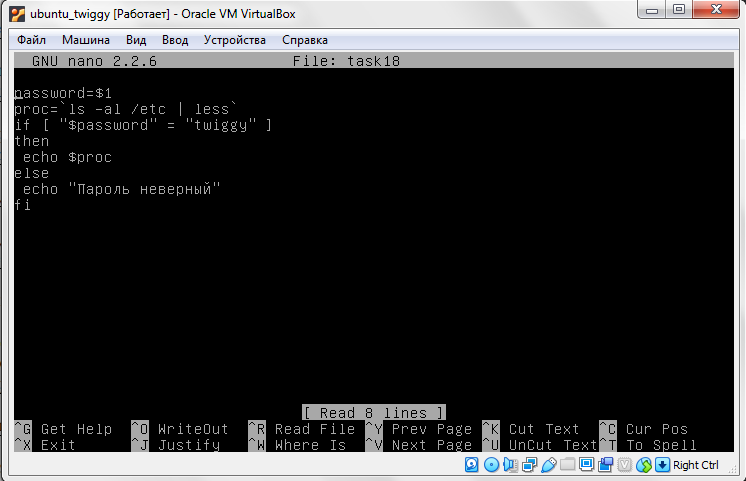 ubuntu_twiggy [Работает] - Oracle VM VirtualBox
Файл Машина Вид Ввод Устройства Справка
GNU nano 2.2.6 File: task18
password=$1
proc=`ls -al /etc | less`
if [ "$password" = "twiggy" ]
then
echo $proc
else
echo "Пароль неверный"
fi
[ Read 8 lines ]
^G Get Help ^O WriteOut ^R Read File ^Y Prev Page ^K Cut Text ^C Cur Pos
^X Exit ^J Justify ^W Where Is ^V Next Page ^U UnCut Text ^T To Spell
Right Ctrl